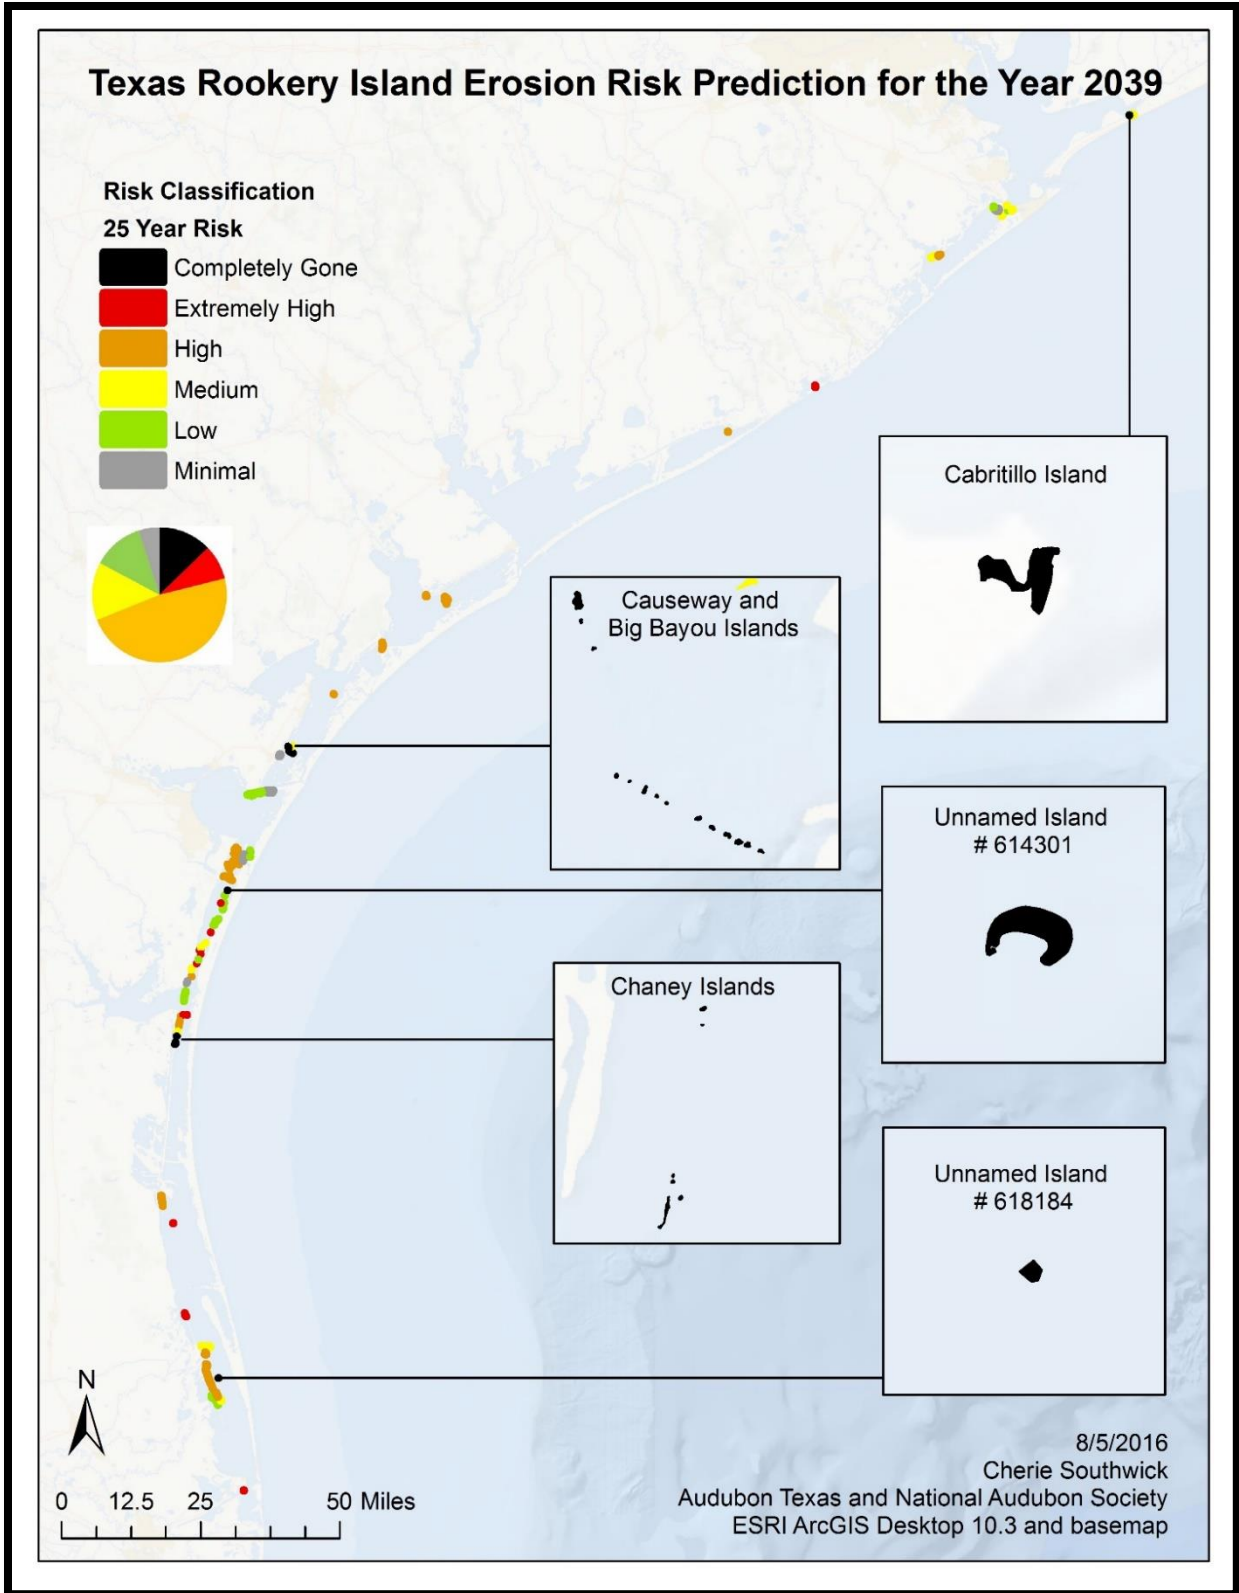 Texas Rookery Island Erosion Risk Prediction for the Year 2039
Risk Classification
25 Year Risk
Completely Gone
Extremely High
High
Medium
Low
Minimal
Cabritillo Island
Causeway and
Big Bayou Islands
Unnamed Island
# 614301
Chaney Islands
Unnamed Island
# 618184
N
0 12.5 25 50 Miles
8/5/2016
Cherie Southwick
Audubon Texas and National Audubon Society
ESRI ArcGIS Desktop 10.3 and basemap